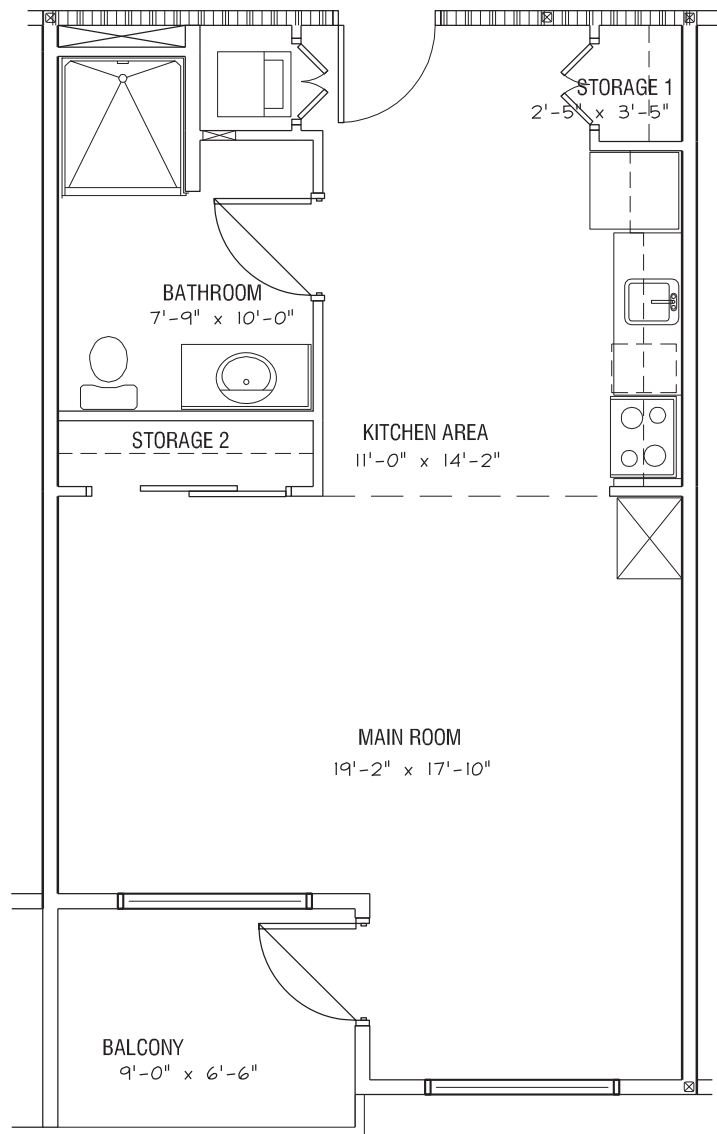 STORAGE 1
2'-5" x 3'-5"
BATHROOM
7'-9" x 10'-0"
STORAGE 2
KITCHEN AREA
11'-0" x 14'-2"
MAIN ROOM
19'-2" x 17'-10"
BALCONY
9'-0" x 6'-6"